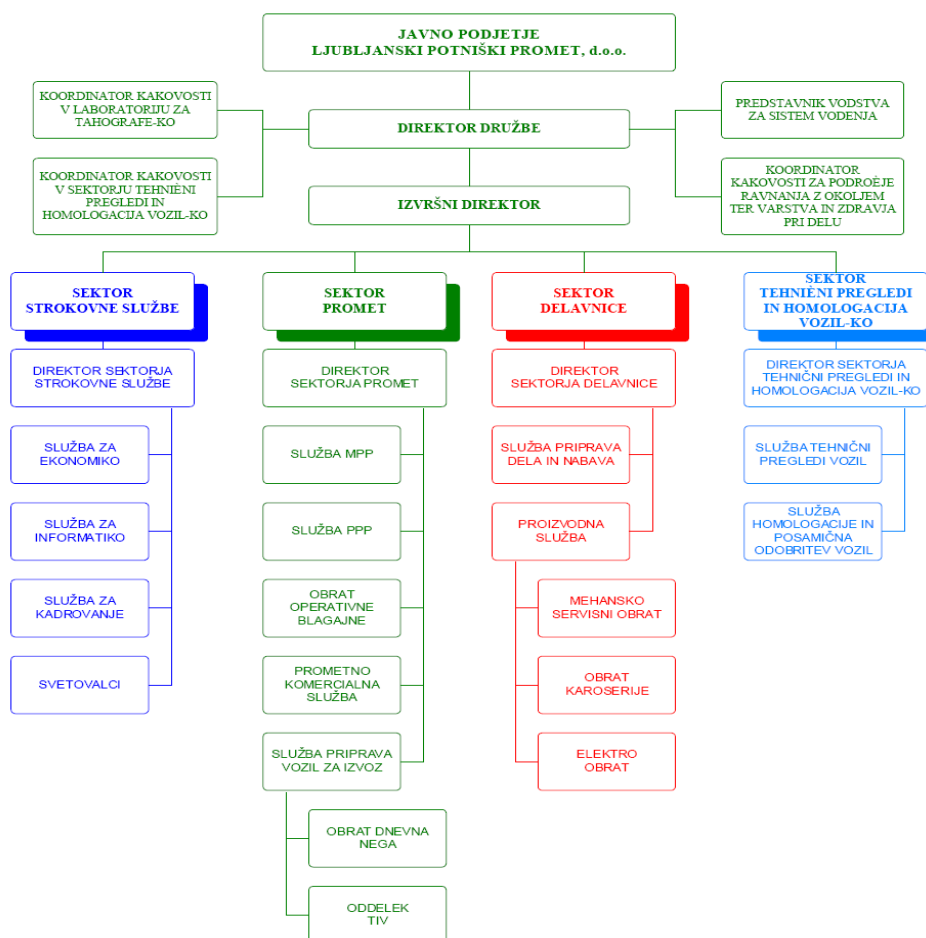 JAVNO PODJETJE
LJUBLJANSKI POTNIŠKI PROMET, d.o.o.
KOORDINATOR KAKOVOSTI
V LABORATORIJU ZA
TAHOGRAFE-KO
DIREKTOR DRUŽBE
PREDSTAVNIK VODSTVA
ZA SISTEM VODENJA
KOORDINATOR KAKOVOSTI
V SEKTORJU TEHNIÈNI
PREGLEDI IN
HOMOLOGACIJA VOZIL-KO
IZVRŠNI DIREKTOR
KOORDINATOR
KAKOVOSTI ZA PODROÈJE
RAVNANJA Z OKOLJEM
TER VARSTVA IN ZDRAVJA
PRI DELU
SEKTOR
STROKOVNE SLUŽBE
SEKTOR
PROMET
SEKTOR
DELAVNICE
SEKTOR
TEHNIÈNI PREGLEDI
IN HOMOLOGACIJA
VOZIL-KO
DIREKTOR SEKTORJA
STROKOVNE SLUŽBE
DIREKTOR
SEKTORJA PROMET
DIREKTOR
SEKTORJA DELAVNICE
DIREKTOR SEKTORJA
TEHNIČNI PREGLEDI IN
HOMOLOGACIJA VOZIL-KO
SLUŽBA ZA
EKONOMIKO
SLUŽBA MPP
SLUŽBA PRIPRAVA
DELA IN NABAVA
SLUŽBA TEHNIČNI
PREGLEDI VOZIL
SLUŽBA ZA
INFORMATIKO
SLUŽBA PPP
PROIZVODNA
SLUŽBA
SLUŽBA
HOMOLOGACIJE IN
POSAMIČNA
ODOBRITEV VOZIL
SLUŽBA ZA
KADROVANJE
OBRAT
OPERATIVNE
BLAGAJNE
MEHANSKO
SERVISNI OBRAT
SVETOVALCI
PROMETNO
KOMERCIALNA
SLUŽBA
OBRAT
KAROSERIJE
SLUŽBA PRIPRAVA
VOZIL ZA IZVOZ
ELEKTRO
OBRAT
OBRAT DNEVNA
NEGA
ODDELEK
TIV